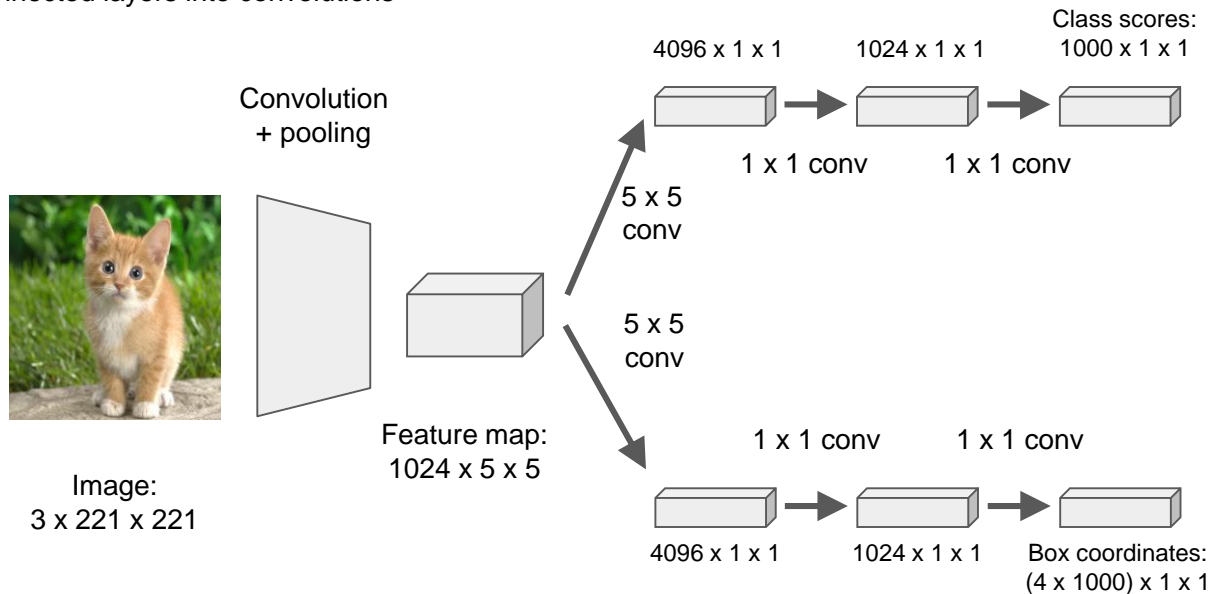 Class scores:
4096 x 1 x 1
1024 x 1 x 1
1000 x 1 x 1
Convolution
+ pooling
1 x 1 conv
1 x 1 conv
5 x 5
conv
5 x 5
conv
Feature map:
1024 x 5 x 5
1 x 1 conv
1 x 1 conv
Image:
3 x 221 x 221
4096 x 1 x 1
1024 x 1 x 1
Box coordinates:
(4 x 1000) x 1 x 1